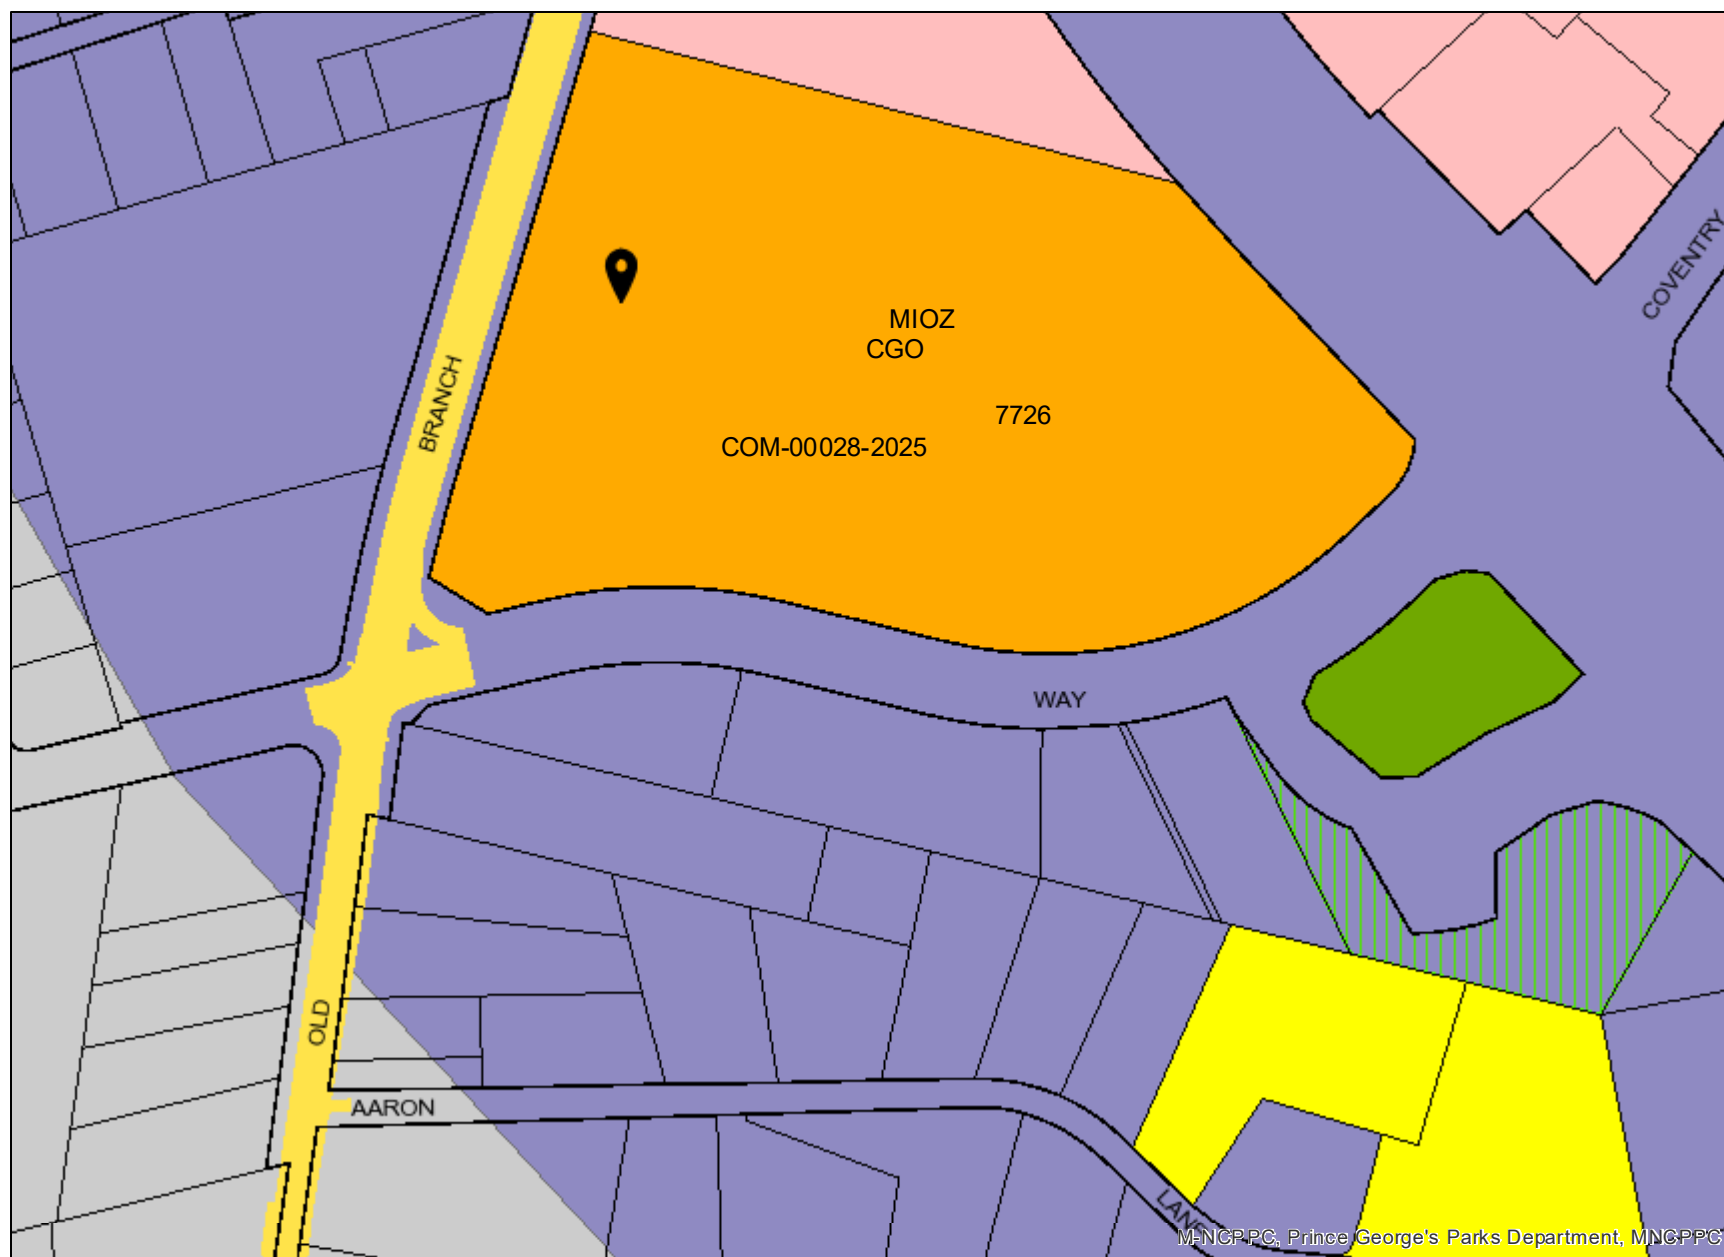 COVENTRY
MIOZ
CGO
BRANCH
7726
COM-00028-2025
WAY
OLD
AARON
LANE
M-NCPPC, Prince George's Parks Department, MNCPPC